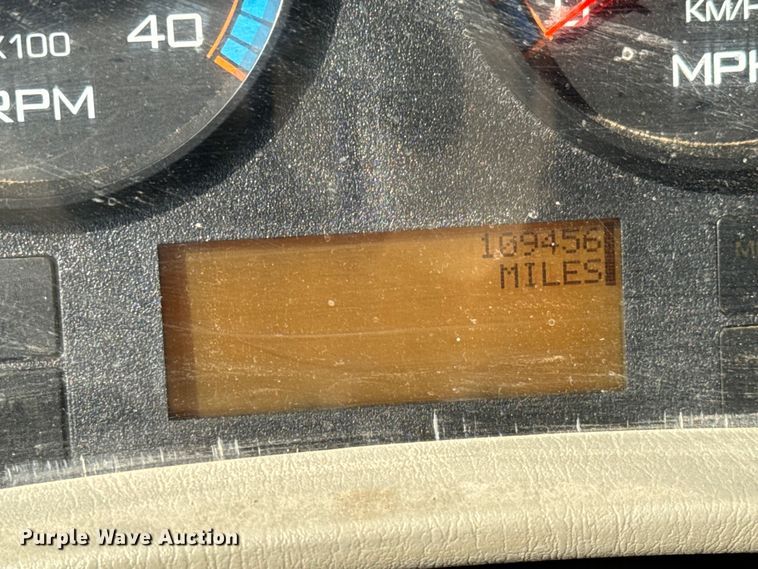 X100
40
RPM
KM/H
MPH
109456
MILES
Purple Wave Auction®